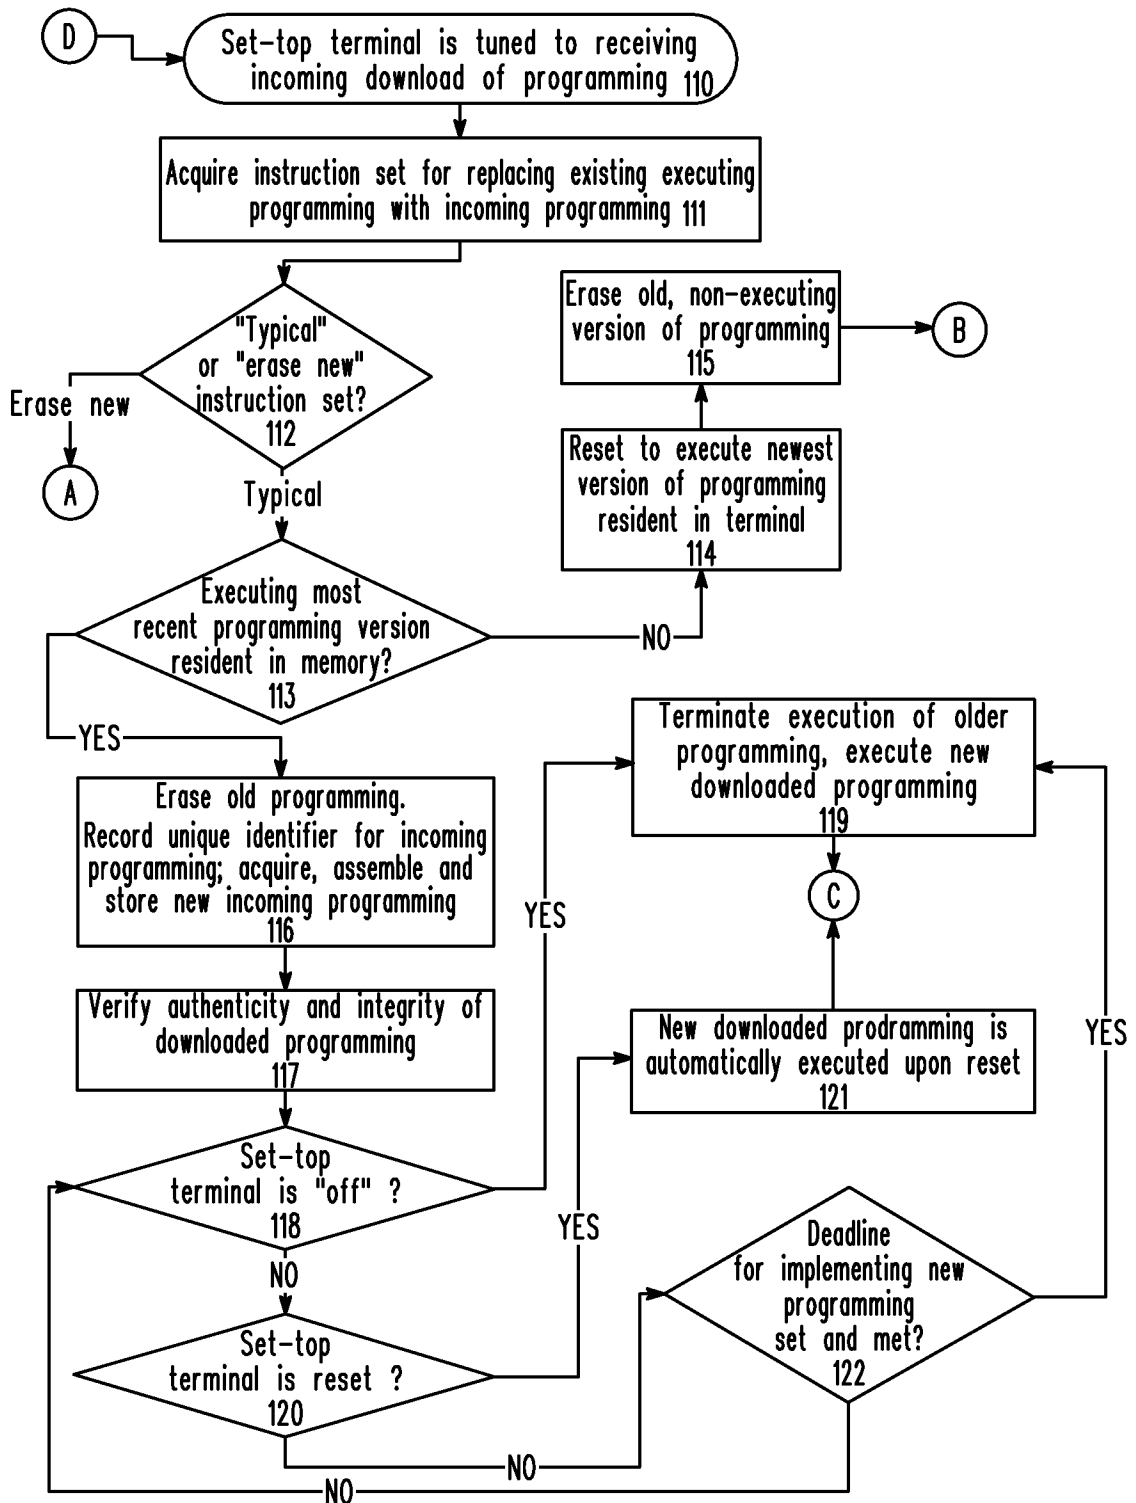 D
Set-top terminal is tuned to receiving
incoming download of programming 110
Acquire instruction set for replacing existing executing
programming with incoming programming 111
"Typical"
or "erase new"
instruction set?
112
Erase new
A
Typical
Erase old, non-executing
version of programming
115
B
Reset to execute newest
version of programming
resident in terminal
114
Executing most
recent programming version
resident in memory?
113
NO
YES
Erase old programming.
Record unique identifier for incoming
programming; acquire, assemble and
store new incoming programming
116
Terminate execution of older
programming, execute new
downloaded programming
119
C
YES
Verify authenticity and integrity of
downloaded programming
117
New downloaded prodramming is
automatically executed upon reset
121
YES
Set-top
terminal is "off" ?
118
NO
YES
Set-top
terminal is reset ?
120
Deadline
for implementing new
programming
set and met?
122
NO
NO